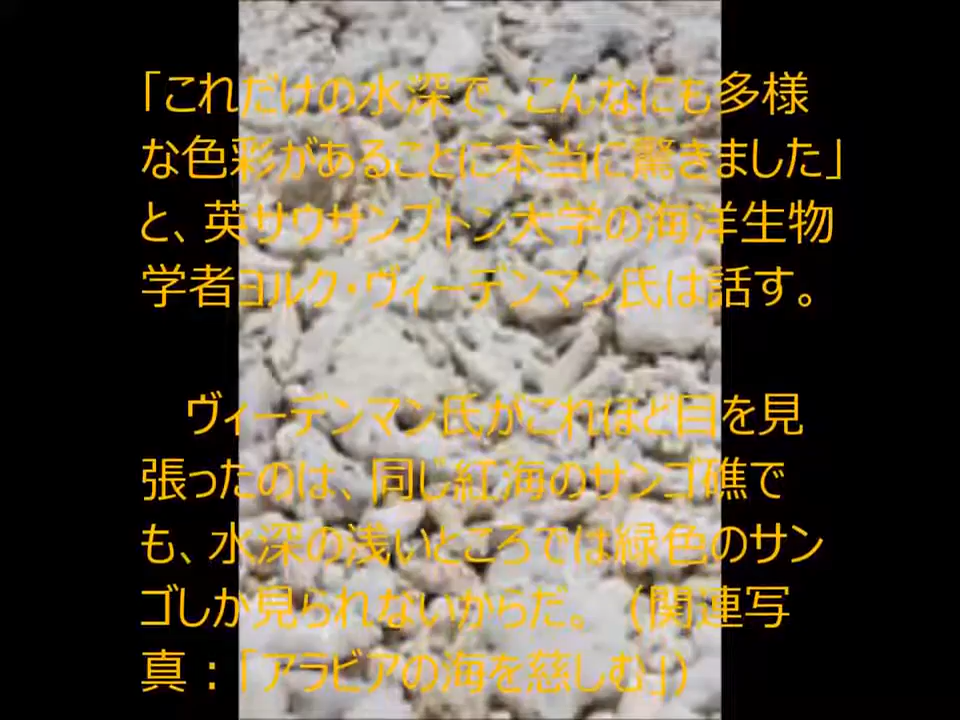 「これだけの水深で、こんなにも多様
な色彩があることに本当に驚きました」
と、英サウサンプトン大学の海洋生物
学者ヨルク・ヴィーデンマン氏は話す。
ヴィーデンマン氏がこれほど目を見
張ったのは、同じ紅海のサンゴ礁で
も、水深の浅いところでは緑色のサン
ゴしか見られないからだ。（関連写
真：「アラビアの海を慈しむ」）